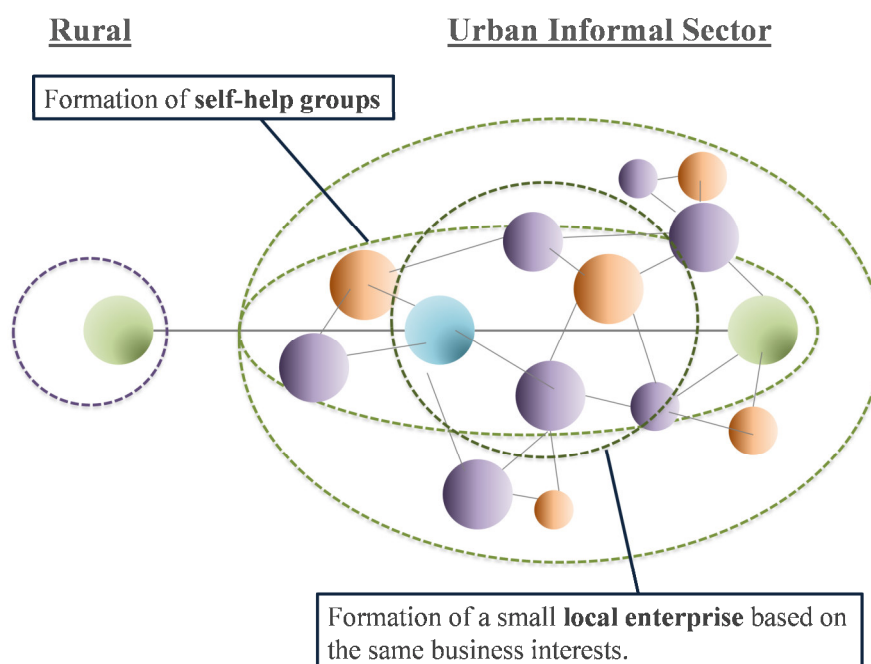 Rural
Urban Informal Sector
Formation of self-help groups
Formation of a small local enterprise based on
the same business interests.